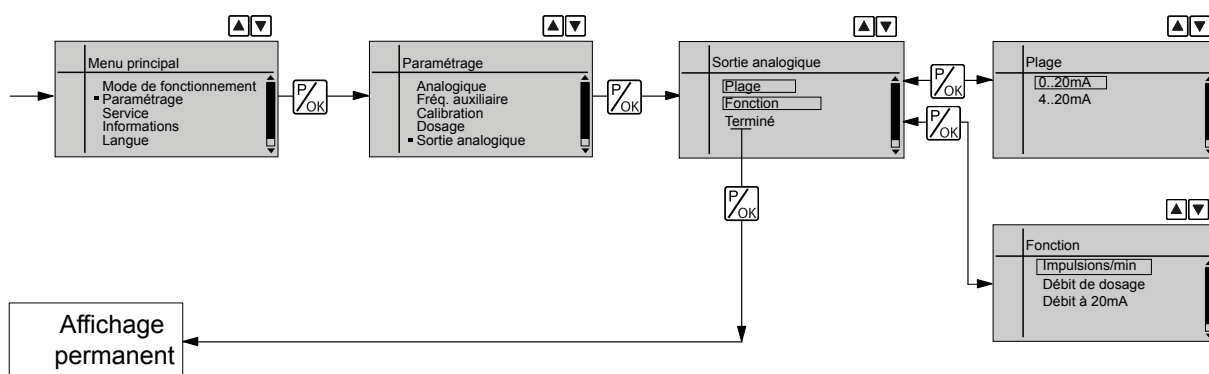 Menu principal
Mode de fonctionnement
Paramétrage
Service
Informations
Langue
P/OK
Paramétrage
Analogique
Fréq. auxiliaire
Calibration
Dosage
Sortie analogique
P/OK
Sortie analogique
Plage
Fonction
Terminé
P/OK
P/OK
Plage
0..20mA
4..20mA
P/OK
Fonction
Impulsions/min
Débit de dosage
Débit à 20mA
Affichage
permanent